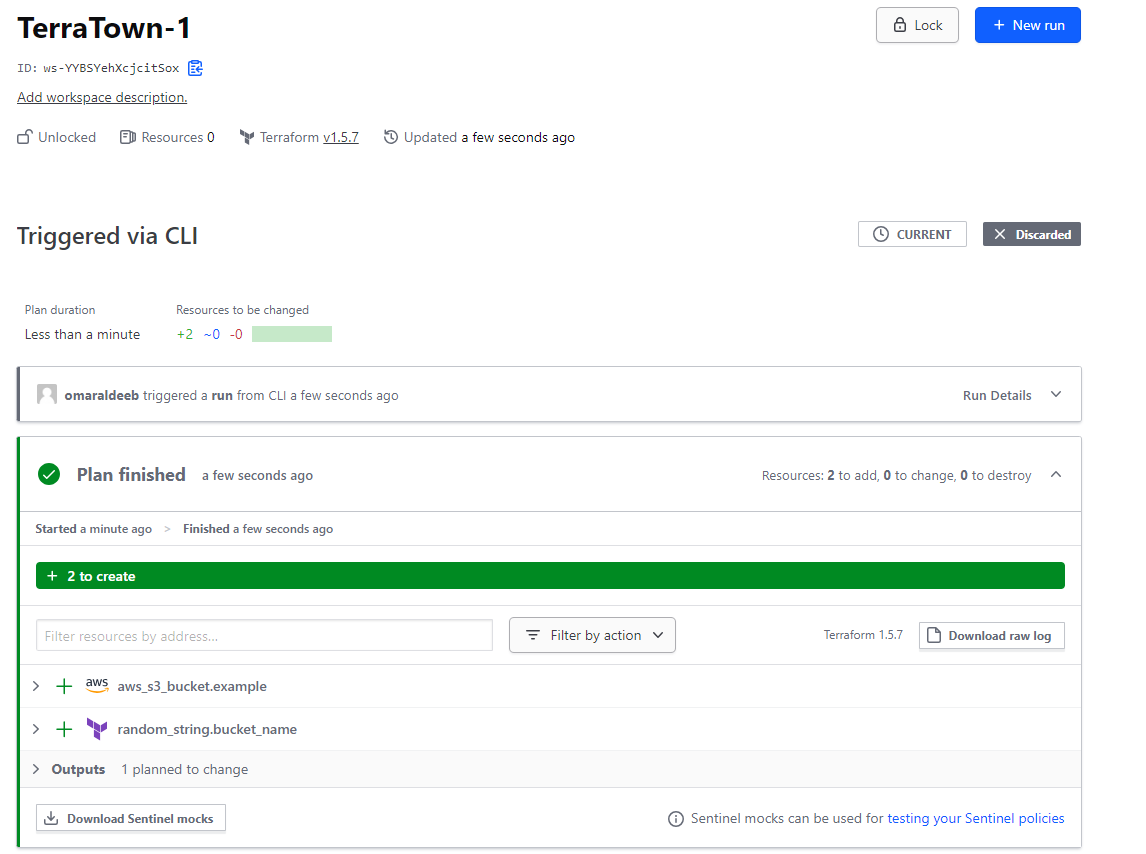 TerraTown-1
Lock
+ New run
ID: ws-YYBSYehXcjcitSox
Add workspace description.
Unlocked Resources 0 Terraform v1.5.7 Updated a few seconds ago
Triggered via CLI
CURRENT
Discarded
Plan duration
Less than a minute
Resources to be changed
+2 ~0 -0
omaraldeeb triggered a run from CLI a few seconds ago
Run Details
Plan finished a few seconds ago
Resources: 2 to add, 0 to change, 0 to destroy
Started a minute ago > Finished a few seconds ago
+ 2 to create
Filter resources by address...
Filter by action
Terraform 1.5.7
Download raw log
aws aws_s3_bucket.example
random_string.bucket_name
Outputs 1 planned to change
Download Sentinel mocks
Sentinel mocks can be used for testing your Sentinel policies